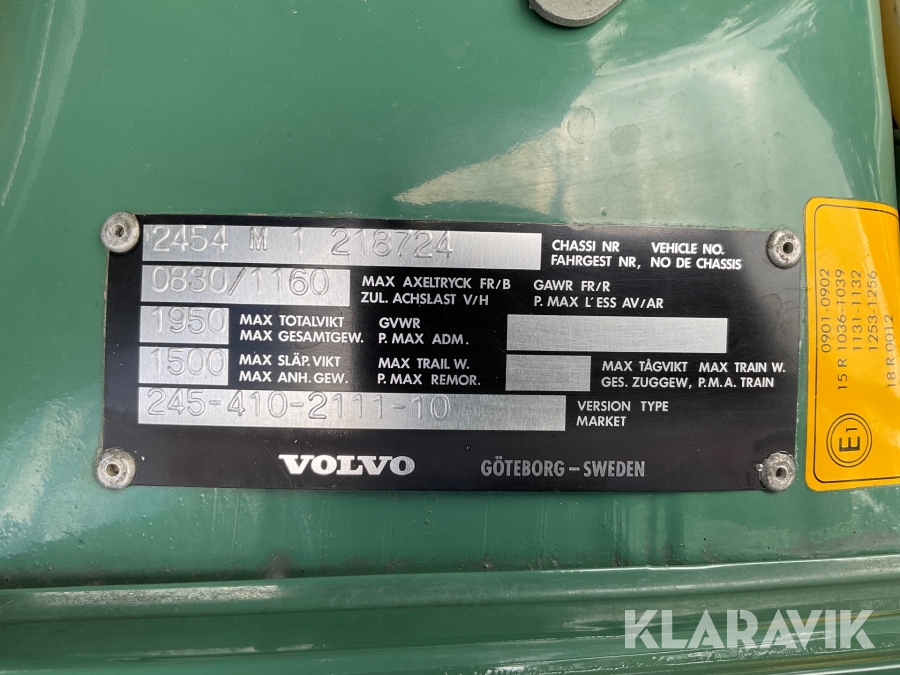 2454 M 1 218724
CHASSI NR VEHICLE NO.
FAHRGEST NR, NO DE CHASSIS
0830/1160
MAX AXELTRYCK FR/B GAWR FR/R
ZUL. ACHSLAST V/H P. MAX L'ESS AV/AR
1950
MAX TOTALVIKT GVWR
MAX GESAMTGEW. P. MAX ADM.
1500
MAX SLÄP. VIKT MAX TRAIL W.
MAX ANH. GEW. P. MAX REMOR.
MAX TÅGVIKT MAX TRAIN W.
GES. ZUGGEW, P.M.A. TRAIN
245-410-2111-10
VERSION TYPE
MARKET
VOLVO GÖTEBORG – SWEDEN
0901-0902
15 R 1036-1039
1131-1132
1253-1256
18 R 0012
E1
KLARAVIK